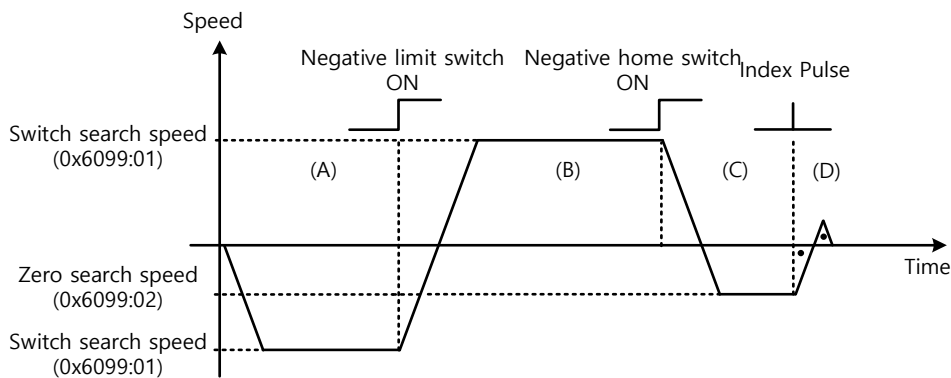 Speed
Negative limit switch
ON
Negative home switch
ON
Index Pulse
Switch search speed
(0x6099:01)
(A)
(B)
(C)
(D)
Time
Zero search speed
(0x6099:02)
Switch search speed
(0x6099:01)